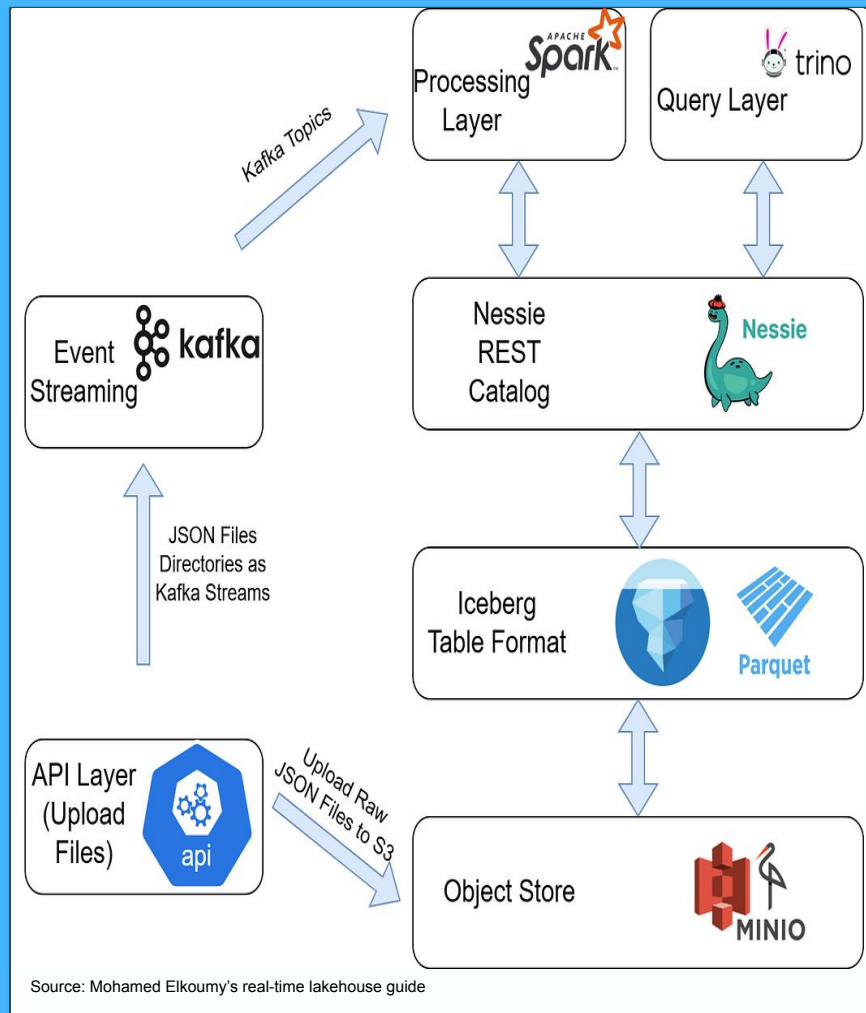 APACHE
Spark
Processing
Layer
trino
Query Layer
Kafka Topics
Event
Streaming
kafka
Nessie
REST
Catalog
Nessie
JSON Files
Directories as
Kafka Streams
Iceberg
Table Format
Parquet
API Layer
(Upload
Files)
api
Upload Raw
JSON Files to S3
Object Store
MINIO
Source: Mohamed Elkoumy’s real-time lakehouse guide